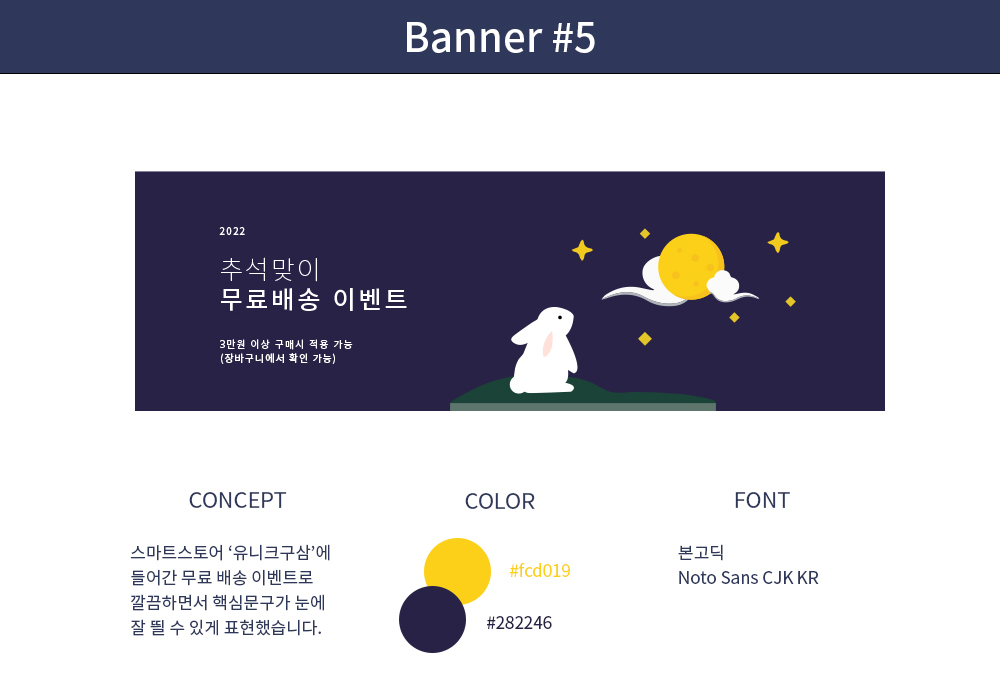 Banner #5
2022
추석맞이
무료배송 이벤트
3만원 이상 구매시 적용 가능
(장바구니에서 확인 가능)
CONCEPT
스마트스토어 ‘유니크구삼’에
들어간 무료 배송 이벤트로
깔끔하면서 핵심문구가 눈에
잘 띌 수 있게 표현했습니다.
COLOR
#fcd019
#282246
FONT
본고딕
Noto Sans CJK KR